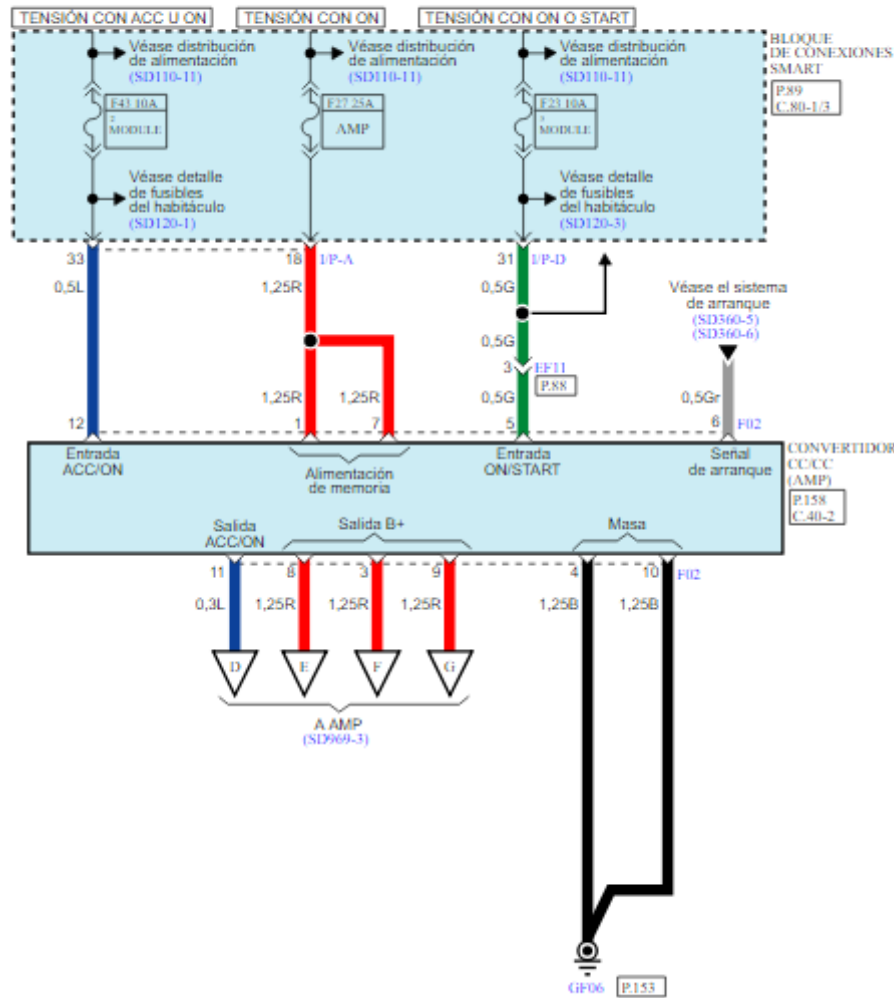 TENSIÓN CON ACC U ON
TENSIÓN CON ON
TENSIÓN CON ON O START
Véase distribución
de alimentación
(SD110-11)
Véase distribución
de alimentación
(SD110-11)
Véase distribución
de alimentación
(SD110-11)
BLOQUE
DE CONEXIONES
SMART
P.89
C.80-1/3
F43 10A
2
MODULE
F27 25A
AMP
F23 10A
3
MODULE
Véase detalle
de fusibles
del habitáculo
(SD120-1)
Véase detalle
de fusibles
del habitáculo
(SD120-3)
33
18
I/P-A
31
I/P-D
0,5L
1,25R
0,5G
Véase el sistema
de arranque
(SD360-5)
(SD360-6)
0,5G
3
EF11
P.88
1,25R
1,25R
0,5G
0,5Gr
12
1
7
5
6
F02
Entrada
ACC/ON
Alimentación
de memoria
Entrada
ON/START
Señal
de arranque
CONVERTIDOR
CC/CC
(AMP)
P.158
C.40-2
Salida
ACC/ON
Salida B+
Masa
11
8
3
9
4
10
F02
0,3L
1,25R
1,25R
1,25R
1,25B
1,25B
D
E
F
G
A AMP
(SD969-3)
GF06
P.153